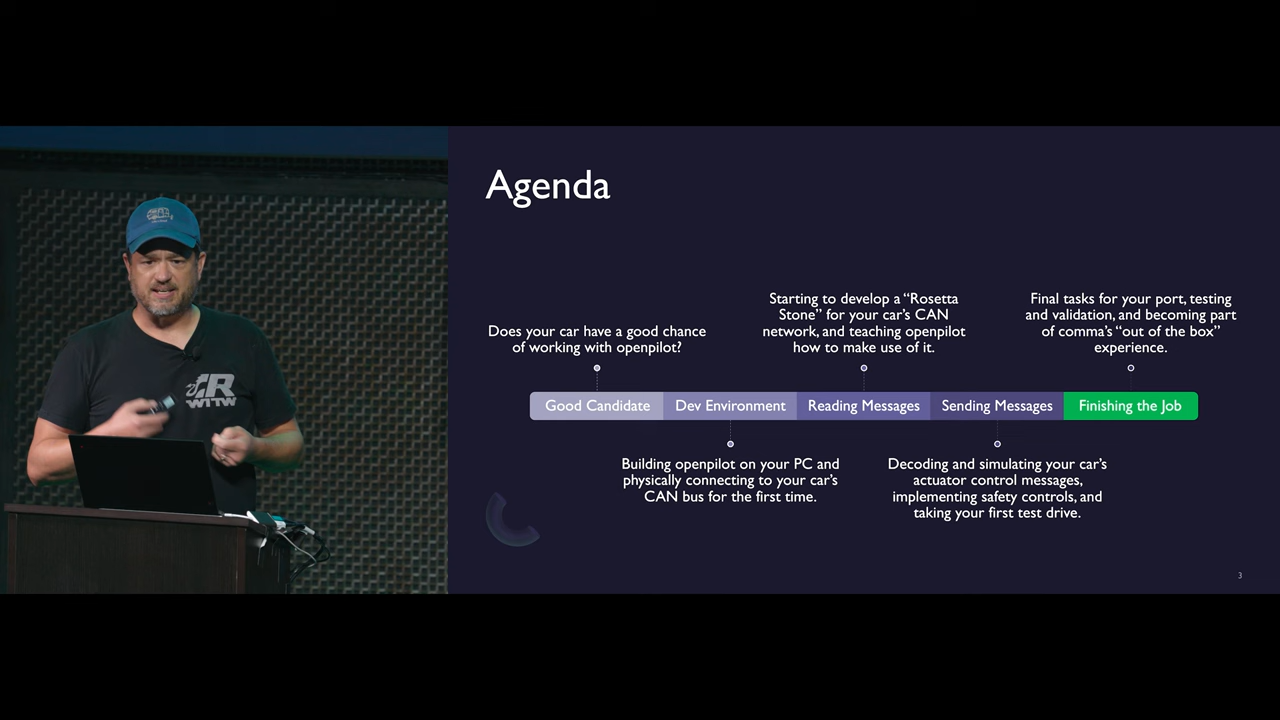 Agenda
Does your car have a good chance
of working with openpilot?
Starting to develop a “Rosetta
Stone” for your car’s CAN
network, and teaching openpilot
how to make use of it.
Final tasks for your port, testing
and validation, and becoming part
of comma’s “out of the box”
experience.
Good Candidate
Dev Environment
Reading Messages
Sending Messages
Finishing the Job
Building openpilot on your PC and
physically connecting to your car’s
CAN bus for the first time.
Decoding and simulating your car’s
actuator control messages,
implementing safety controls, and
taking your first test drive.
3
WITW